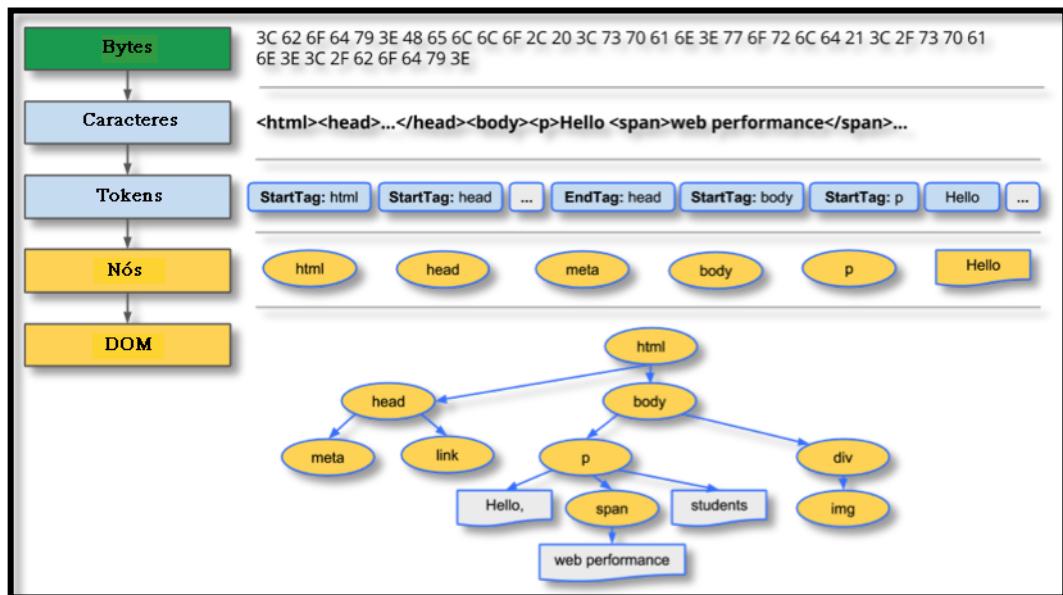 Bytes
3C 62 6F 64 79 3E 48 65 6C 6C 6F 2C 20 3C 73 70 61 6E 3E 77 6F 72 6C 64 21 3C 2F 73 70 61
6E 3E 3C 2F 62 6F 64 79 3E
Caracteres
<html><head>...</head><body><p>Hello <span>web performance</span>...
Tokens
StartTag: html StartTag: head ... EndTag: head StartTag: body StartTag: p Hello ...
Nós
html head meta body p Hello
DOM
html
head body
meta link p div
Hello, span students img
web performance